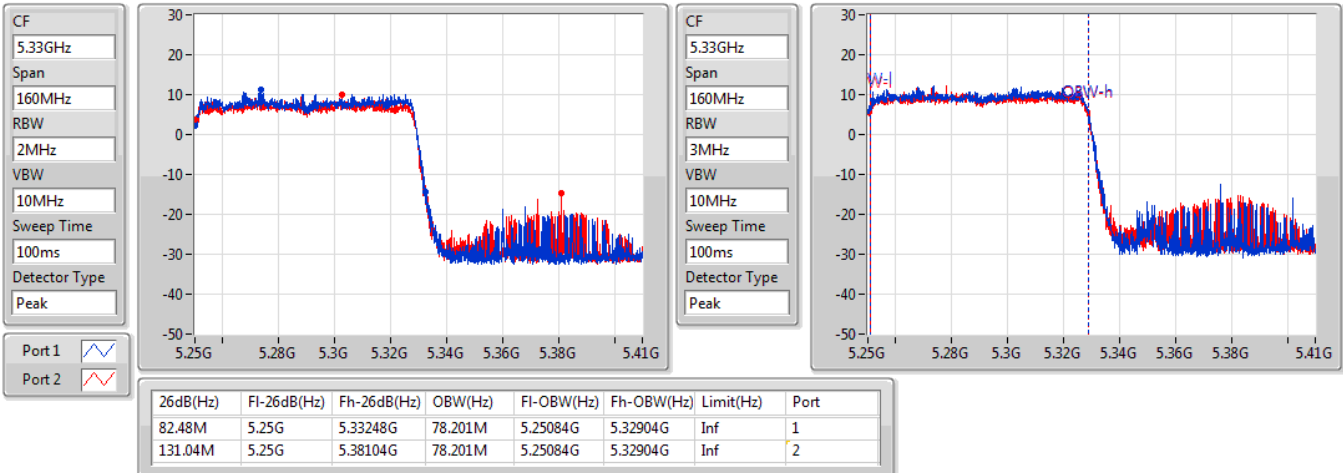 CF
5.33GHz
Span
160MHz
RBW
2MHz
VBW
10MHz
Sweep Time
100ms
Detector Type
Peak
Port 1
Port 2
30
20
10
0
-10
-20
-30
-40
-50
5.25G 5.28G 5.3G 5.32G 5.34G 5.36G 5.38G 5.41G
CF
5.33GHz
Span
160MHz
RBW
3MHz
VBW
10MHz
Sweep Time
100ms
Detector Type
Peak
30
20
10
0
-10
-20
-30
-40
-50
OBW-h
5.25G 5.28G 5.3G 5.32G 5.34G 5.36G 5.38G 5.41G
26dB(Hz) Fl-26dB(Hz) Fh-26dB(Hz) OBW(Hz) Fl-OBW(Hz) Fh-OBW(Hz) Limit(Hz) Port
82.48M 5.25G 5.33248G 78.201M 5.25084G 5.32904G Inf 1
131.04M 5.25G 5.38104G 78.201M 5.25084G 5.32904G Inf 2